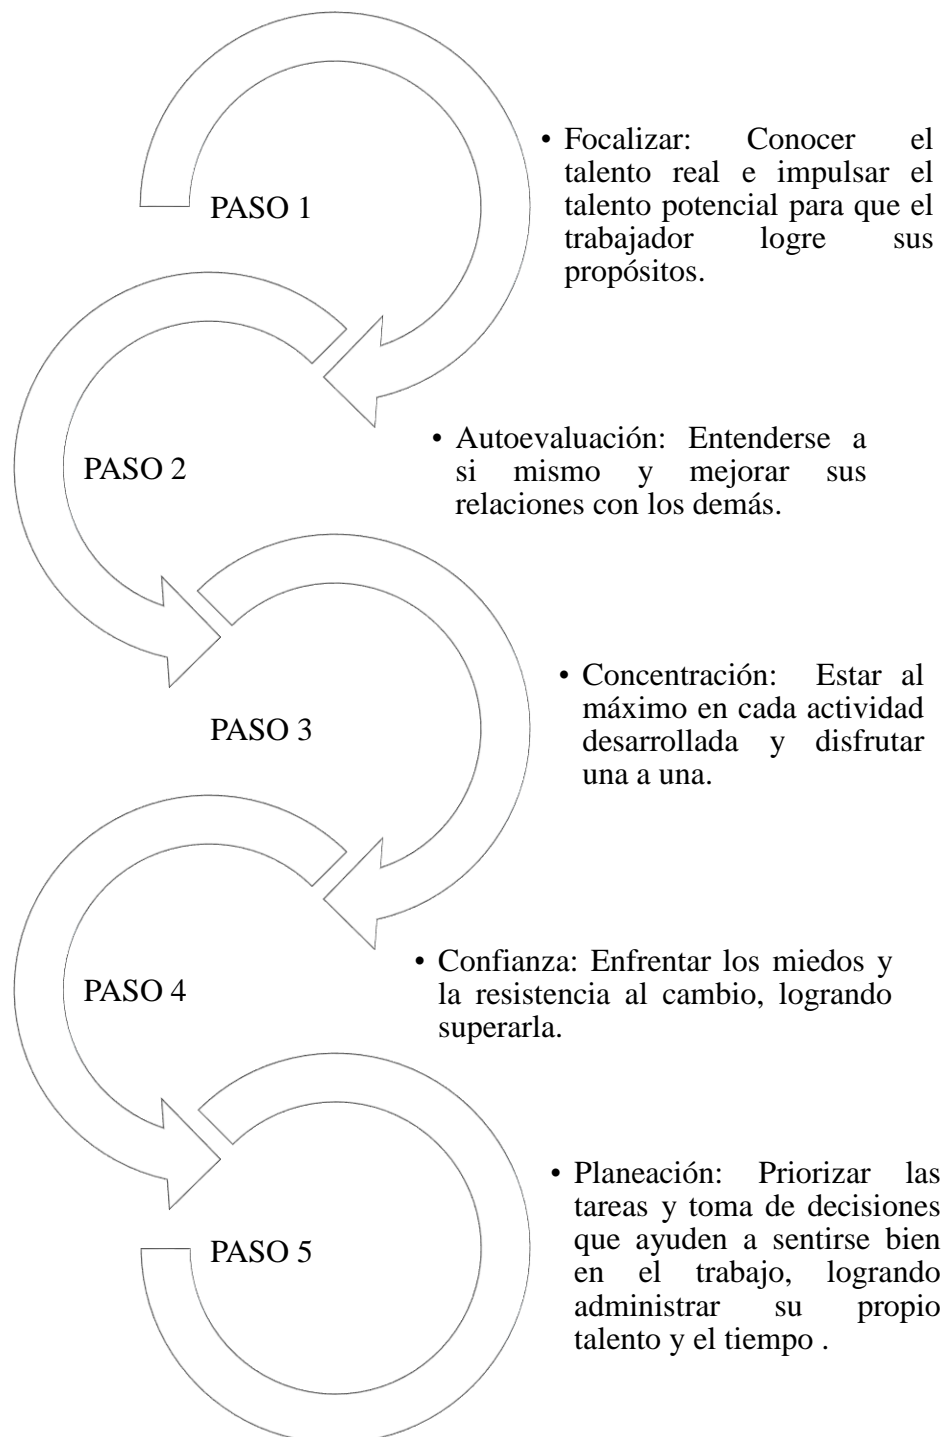 PASO 1
• Focalizar: Conocer el
talento real e impulsar el
talento potencial para que el
trabajador logre sus
propósitos.
PASO 2
• Autoevaluación: Entenderse a
si mismo y mejorar sus
relaciones con los demás.
PASO 3
• Concentración: Estar al
máximo en cada actividad
desarrollada y disfrutar
una a una.
PASO 4
• Confianza: Enfrentar los miedos y
la resistencia al cambio, logrando
superarla.
PASO 5
• Planeación: Priorizar las
tareas y toma de decisiones
que ayuden a sentirse bien
en el trabajo, logrando
administrar su propio
talento y el tiempo .